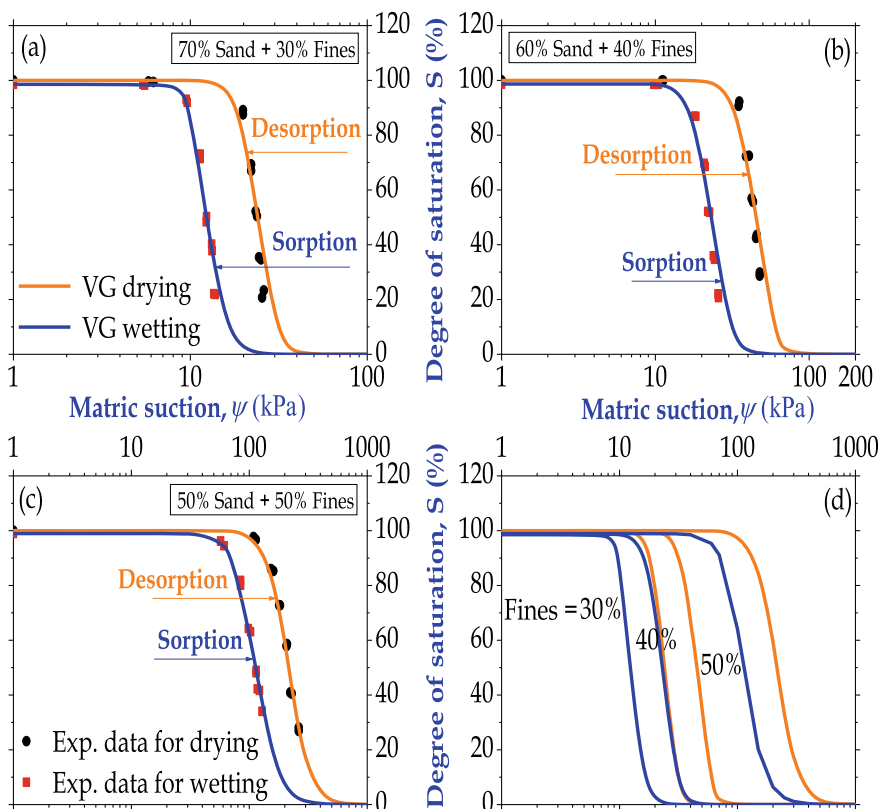 (a)
70% Sand + 30% Fines
Desorption
Sorption
VG drying
VG wetting
120
100
80
60
40
20
0
1
10
100
Matric suction, ψ (kPa)
Degree of saturation, S (%)
60% Sand + 40% Fines
(b)
Desorption
Sorption
120
100
80
60
40
20
0
1
10
100
200
Matric suction, ψ (kPa)
1
10
100
1000
(c)
50% Sand + 50% Fines
Desorption
Sorption
Exp. data for drying
Exp. data for wetting
120
100
80
60
40
20
0
1
10
100
1000
Degree of saturation, S (%)
1
10
100
1000
(d)
Fines = 30%
40%
50%
120
100
80
60
40
20
0